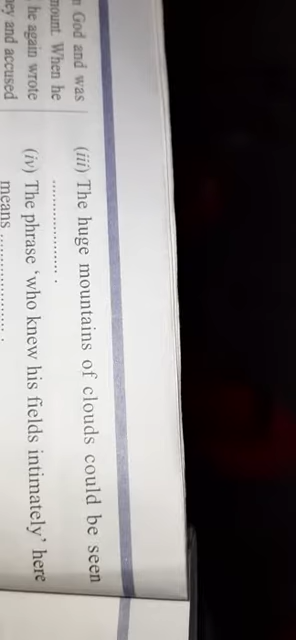 n God and was
mount. When he
he again wrote
ey and accused
(iii) The huge mountains of clouds could be seen
.................. .
(iv) The phrase 'who knew his fields intimately' here
means .................. .